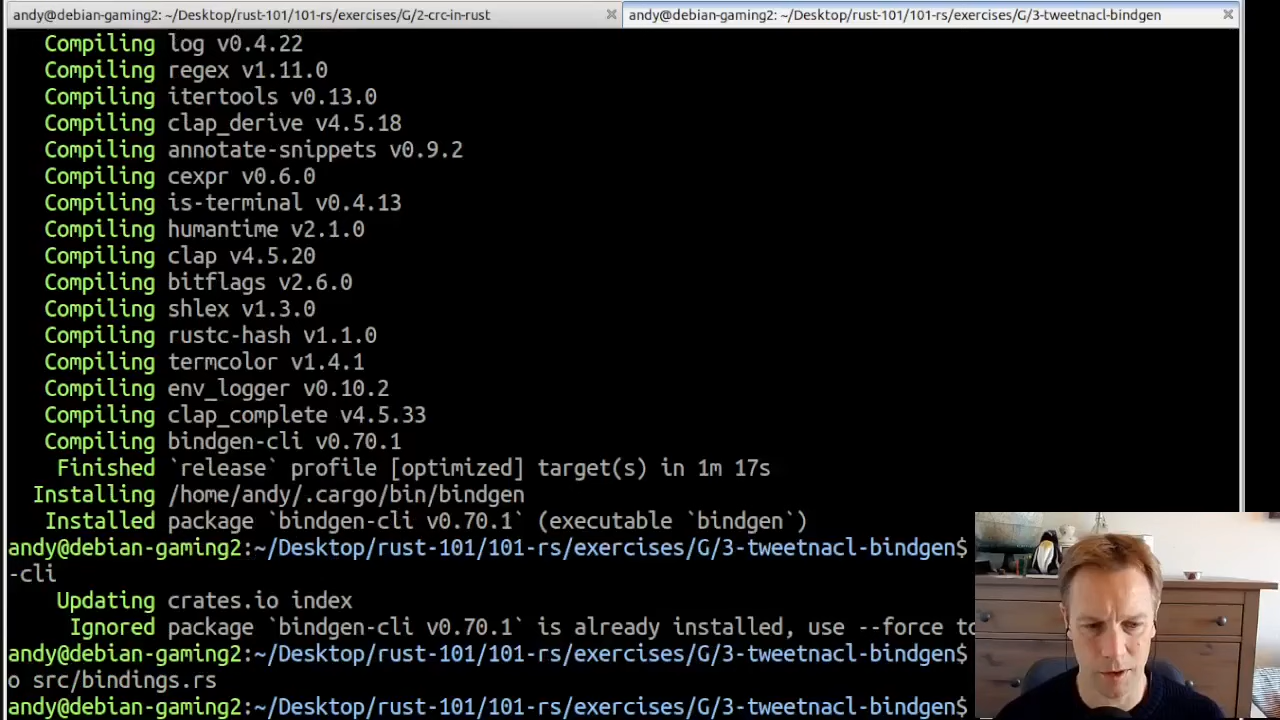 andy@debian-gaming2: ~/Desktop/rust-101/101-rs/exercises/G/2-crc-in-rust
andy@debian-gaming2: ~/Desktop/rust-101/101-rs/exercises/G/3-tweetnacl-bindgen
Compiling log v0.4.22
Compiling regex v1.11.0
Compiling itertools v0.13.0
Compiling clap_derive v4.5.18
Compiling annotate-snippets v0.9.2
Compiling cexpr v0.6.0
Compiling is-terminal v0.4.13
Compiling humantime v2.1.0
Compiling clap v4.5.20
Compiling bitflags v2.6.0
Compiling shlex v1.3.0
Compiling rustc-hash v1.1.0
Compiling termcolor v1.4.1
Compiling env_logger v0.10.2
Compiling clap_complete v4.5.33
Compiling bindgen-cli v0.70.1
Finished `release` profile [optimized] target(s) in 1m 17s
Installing /home/andy/.cargo/bin/bindgen
Installed package `bindgen-cli v0.70.1` (executable `bindgen`)
andy@debian-gaming2:~/Desktop/rust-101/101-rs/exercises/G/3-tweetnacl-bindgen$
-cli
Updating crates.io index
Ignored package `bindgen-cli v0.70.1` is already installed, use --force to
andy@debian-gaming2:~/Desktop/rust-101/101-rs/exercises/G/3-tweetnacl-bindgen$
o src/bindings.rs
andy@debian-gaming2:~/Desktop/rust-101/101-rs/exercises/G/3-tweetnacl-bindgen$